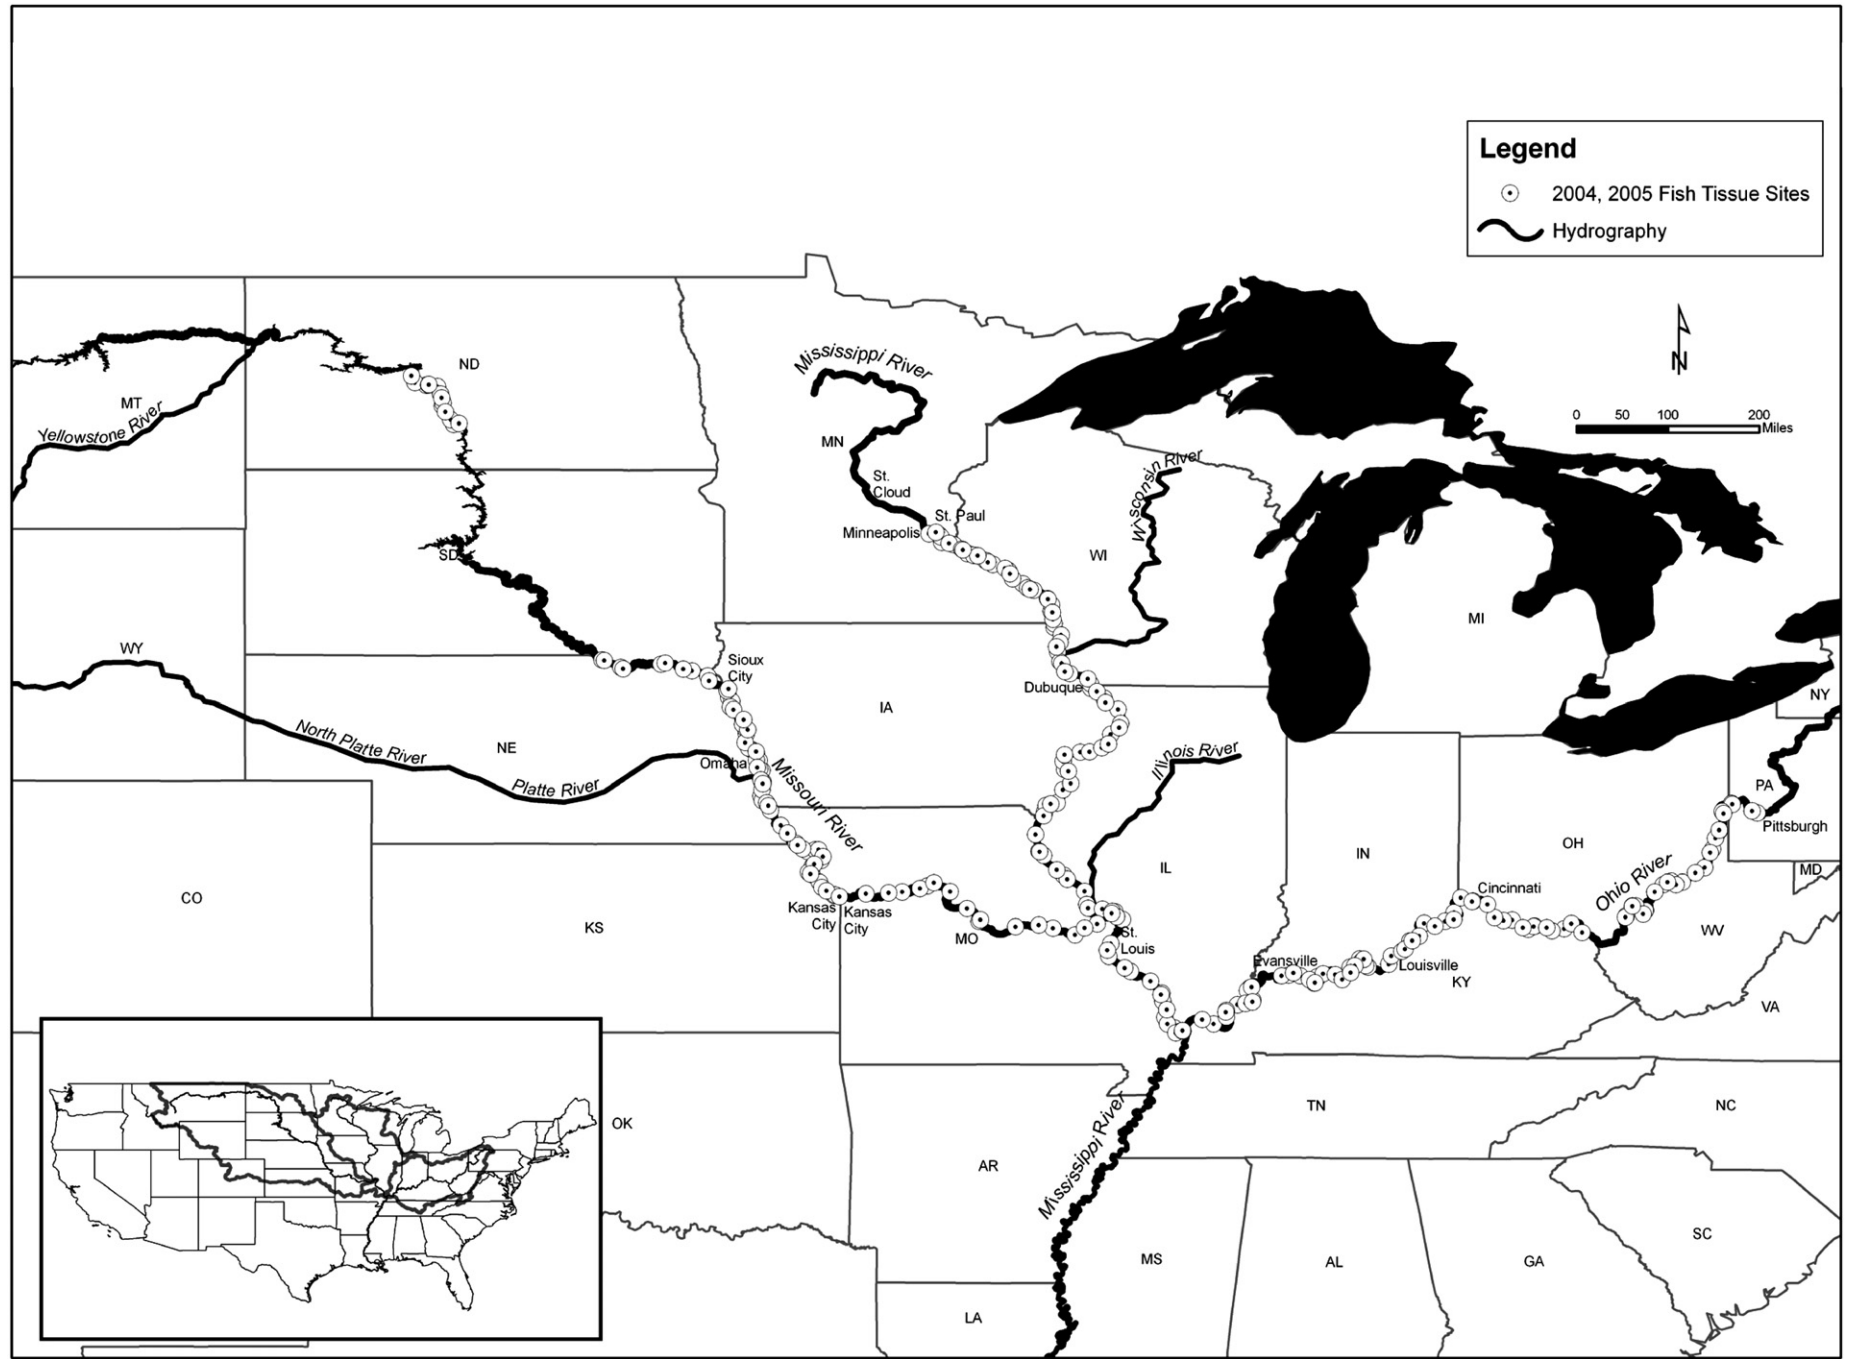 Legend
2004, 2005 Fish Tissue Sites
Hydrography
N
0 50 100 200
Miles
ND
Mississippi River
MT
Yellowstone River
MN
St.
Cloud
Wisconsin River
St. Paul
Minneapolis
SD
WI
MI
WY
Sioux
City
Dubuque
NY
IA
North Platte River
NE
Omaha
Platte River
Missouri River
Illinois River
PA
Pittsburgh
OH
IN
IL
MD
Ohio River
CO
Cincinnati
Kansas
City
Kansas
City
KS
MO
St.
Louis
WV
Evansville
Louisville
KY
VA
OK
TN
NC
Mississippi River
AR
SC
MS
AL
GA
LA